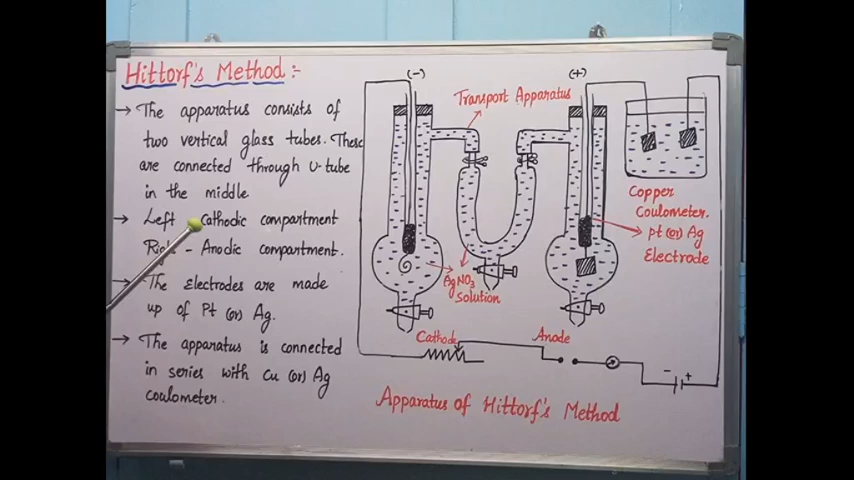 Hittorf's Method :-
→ The apparatus consists of
two vertical glass tubes. These
are connected through U-tube
in the middle
→ Left - Cathodic compartment
Right - Anodic compartment.
→ The electrodes are made
up of Pt (or) Ag.
→ The apparatus is connected
in series with Cu (or) Ag
coulometer.
(-)
(+)
Transport Apparatus
Copper
Coulometer.
Pt (or) Ag
Electrode
AgNO3
Solution
Cathode
Anode
- +
Apparatus of Hittorf's Method